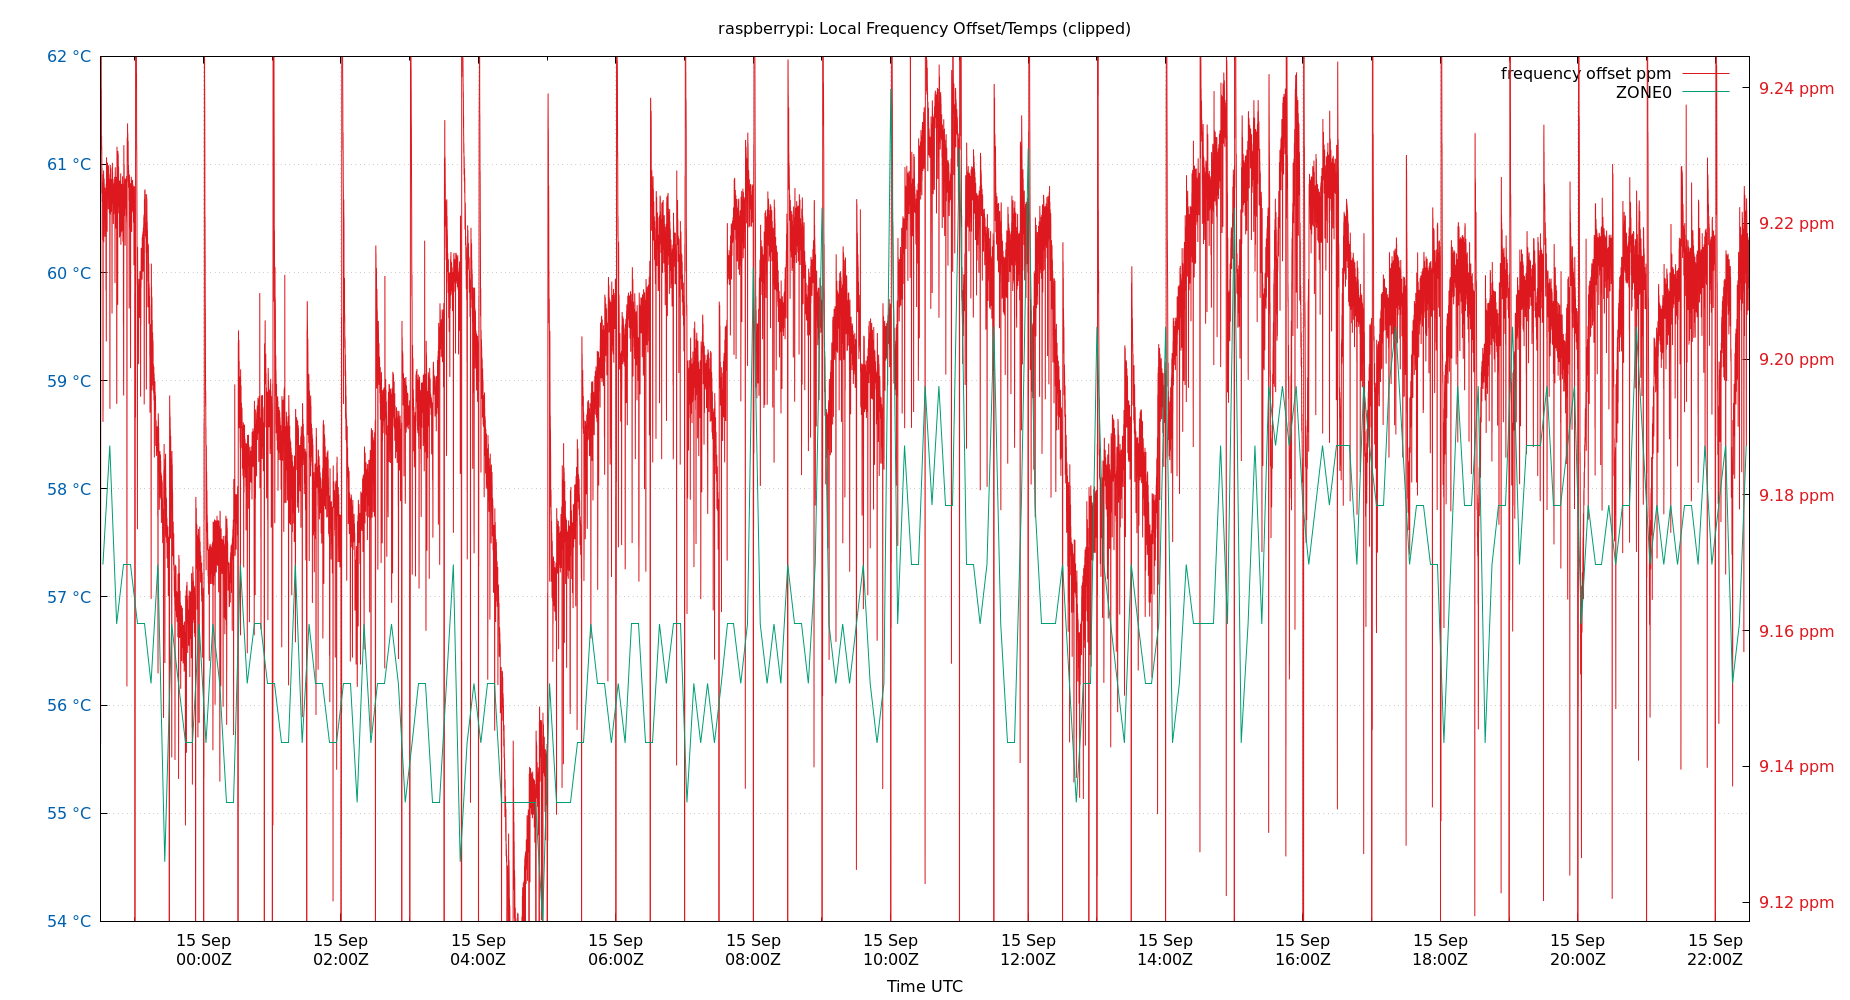 raspberrypi: Local Frequency Offset/Temps (clipped)
62 °C
61 °C
60 °C
59 °C
58 °C
57 °C
56 °C
55 °C
54 °C
frequency offset ppm
ZONE0
9.24 ppm
9.22 ppm
9.20 ppm
9.18 ppm
9.16 ppm
9.14 ppm
9.12 ppm
15 Sep
00:00Z
15 Sep
02:00Z
15 Sep
04:00Z
15 Sep
06:00Z
15 Sep
08:00Z
15 Sep
10:00Z
15 Sep
12:00Z
15 Sep
14:00Z
15 Sep
16:00Z
15 Sep
18:00Z
15 Sep
20:00Z
15 Sep
22:00Z
Time UTC